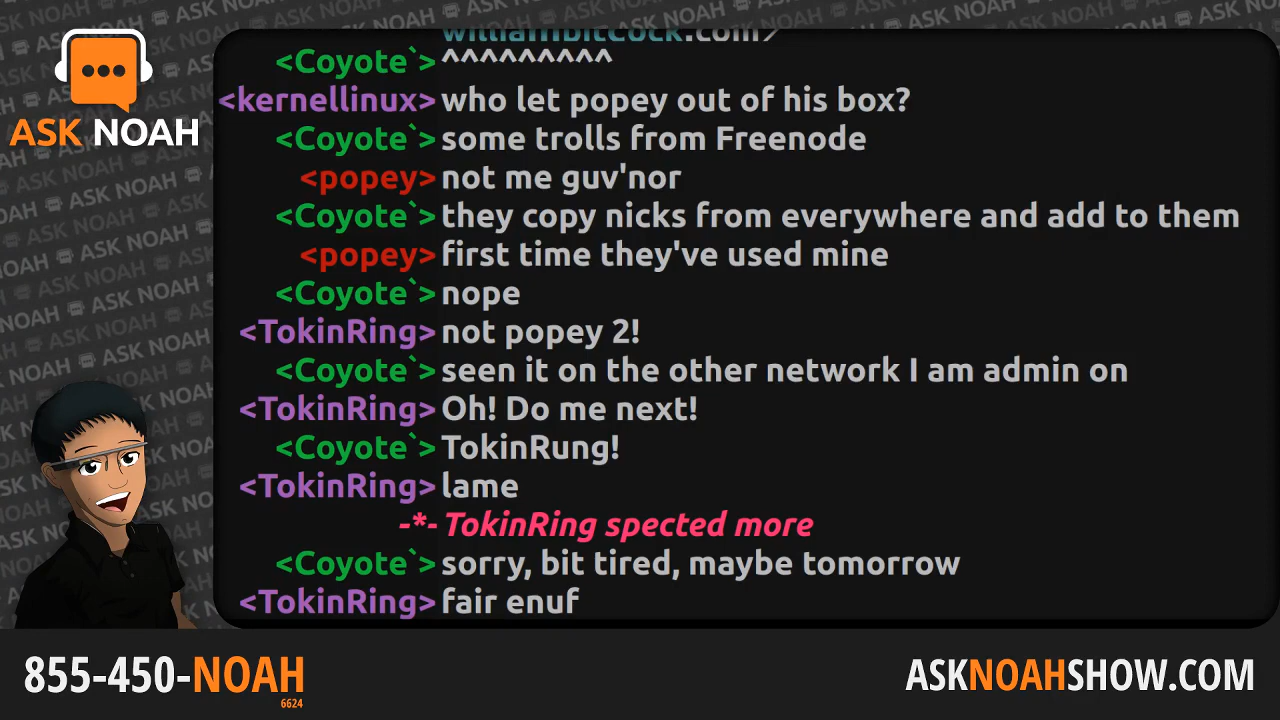 williambitcock.com/
<Coyote`> ^^^^^^^^^
<kernellinux> who let popey out of his box?
<Coyote`> some trolls from Freenode
<popey> not me guv'nor
<Coyote`> they copy nicks from everywhere and add to them
<popey> first time they've used mine
<Coyote`> nope
<TokinRing> not popey 2!
<Coyote`> seen it on the other network I am admin on
<TokinRing> Oh! Do me next!
<Coyote`> TokinRung!
<TokinRing> lame
-*- TokinRing spected more
<Coyote`> sorry, bit tired, maybe tomorrow
<TokinRing> fair enuf
ASK NOAH
855-450-NOAH
6624
ASKNOAHSHOW.COM